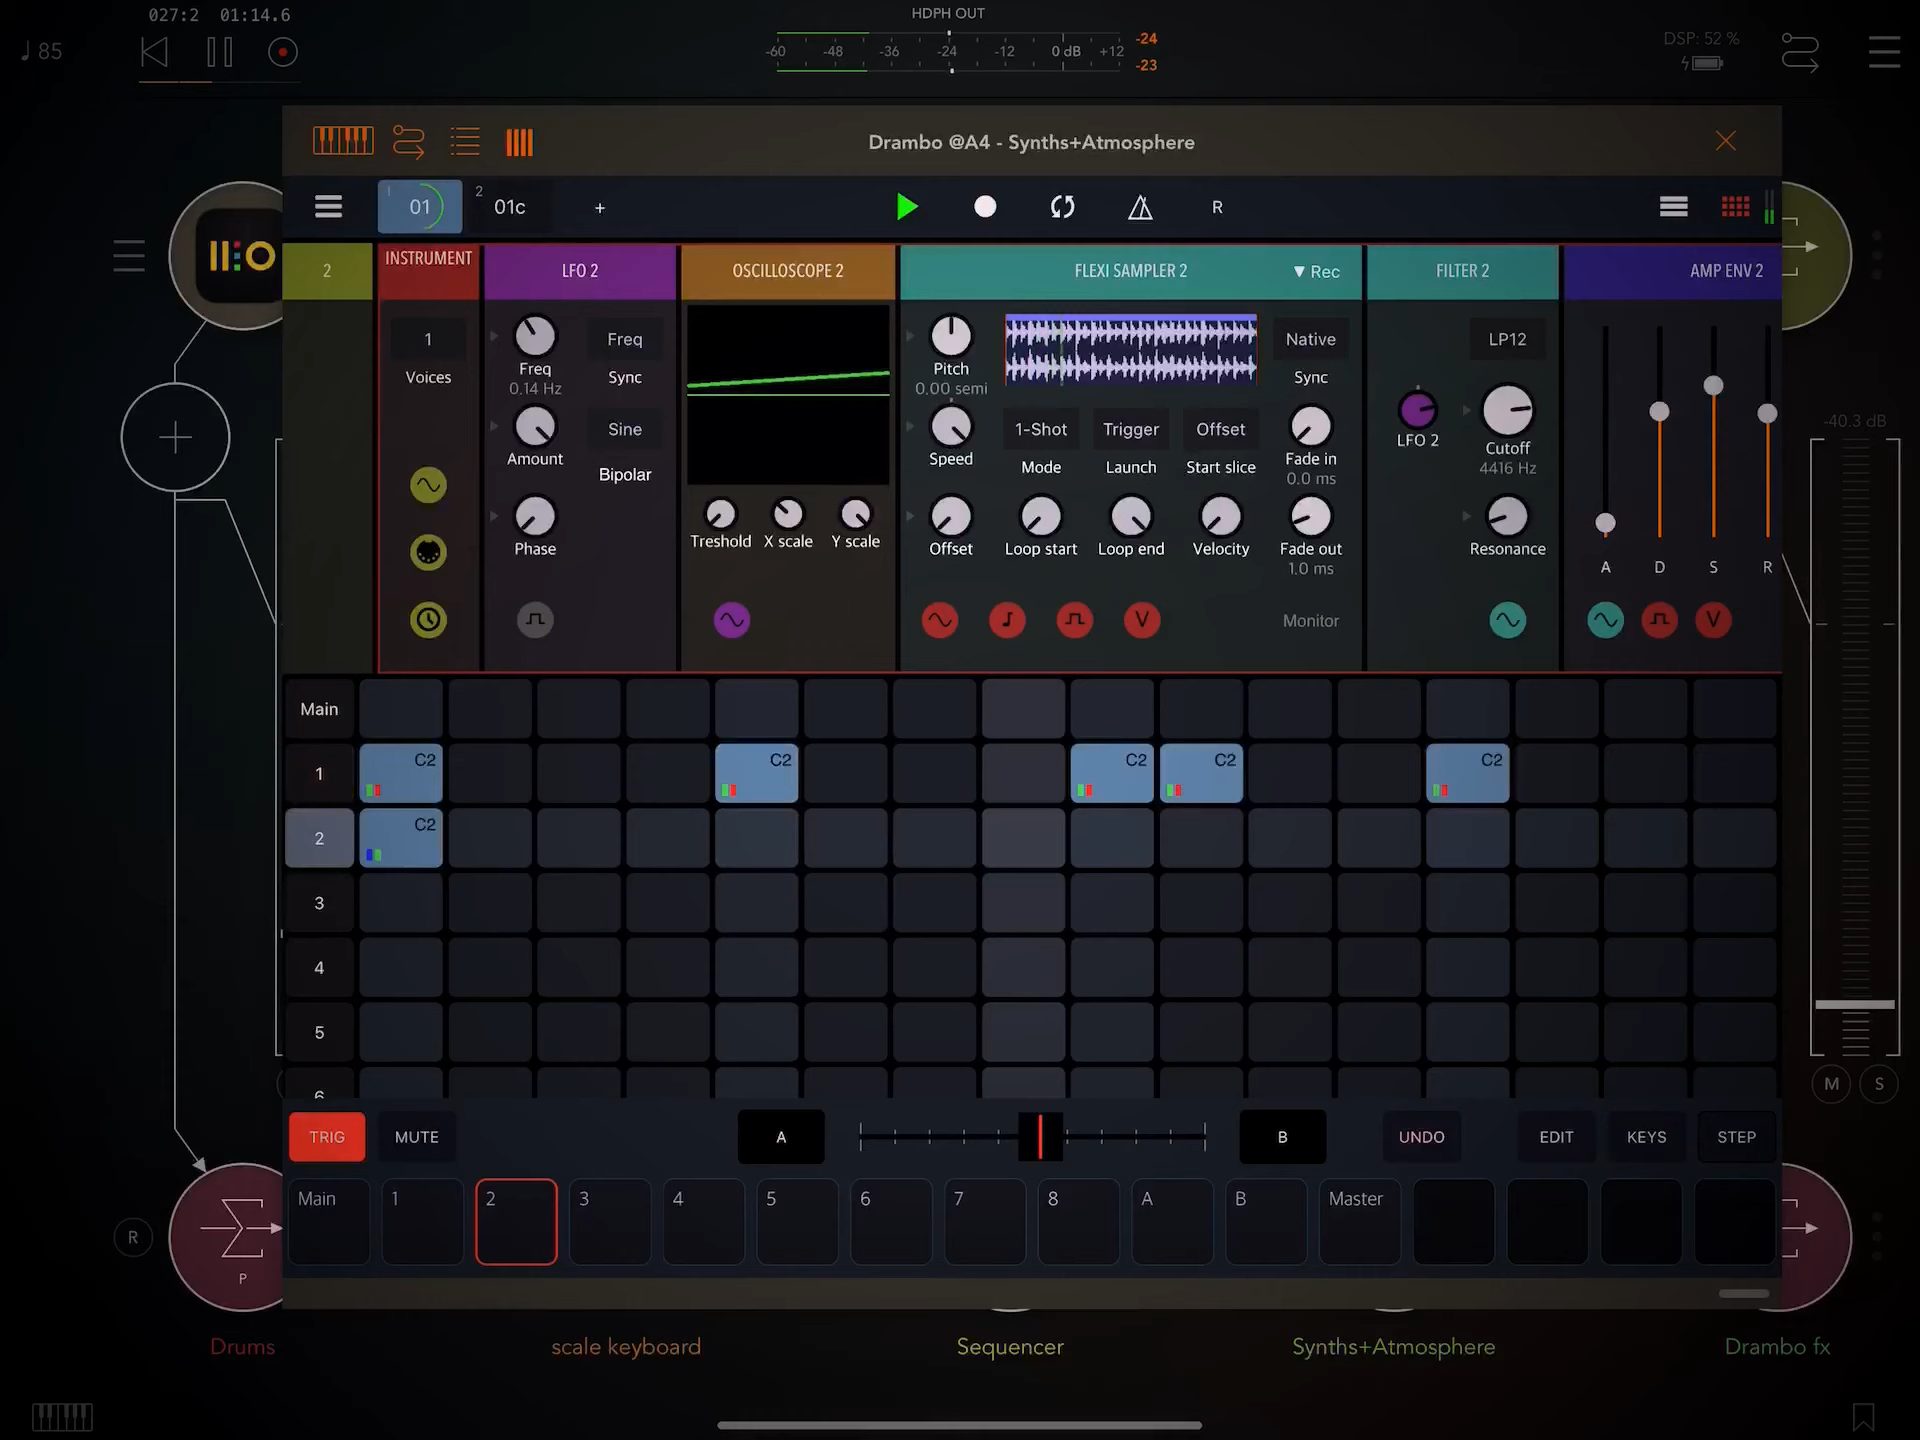 027:2 01:14.6
HDPH OUT
♩ 85
-60 -48 -36 -24 -12 0 dB +12
-24
-23
DSP: 52 %
Drambo @A4 - Synths+Atmosphere
1 01
2 01c
+
R
2
INSTRUMENT
LFO 2
OSCILLOSCOPE 2
FLEXI SAMPLER 2
▼ Rec
FILTER 2
AMP ENV 2
1
Voices
Freq
0.14 Hz
Freq
Sync
Amount
Sine
Bipolar
Phase
Treshold X scale Y scale
Pitch
0.00 semi
Native
Sync
Speed
1-Shot
Mode
Trigger
Launch
Offset
Start slice
Fade in
0.0 ms
Offset
Loop start
Loop end
Velocity
Fade out
1.0 ms
V
Monitor
LP12
LFO 2
Cutoff
4416 Hz
Resonance
A D S R
V
-40.3 dB
Main
1 C2 C2 C2 C2 C2
2 C2
3
4
5
6
M S
TRIG MUTE A B UNDO EDIT KEYS STEP
Main 1 2 3 4 5 6 7 8 A B Master
R
P
Drums scale keyboard Sequencer Synths+Atmosphere Drambo fx